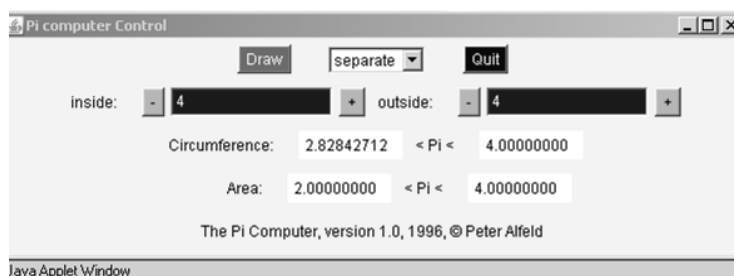 Pi computer Control
Draw separate Quit
inside: - 4 + outside: - 4 +
Circumference: 2.82842712 < Pi < 4.00000000
Area: 2.00000000 < Pi < 4.00000000
The Pi Computer, version 1.0, 1996, © Peter Alfeld
Java Applet Window